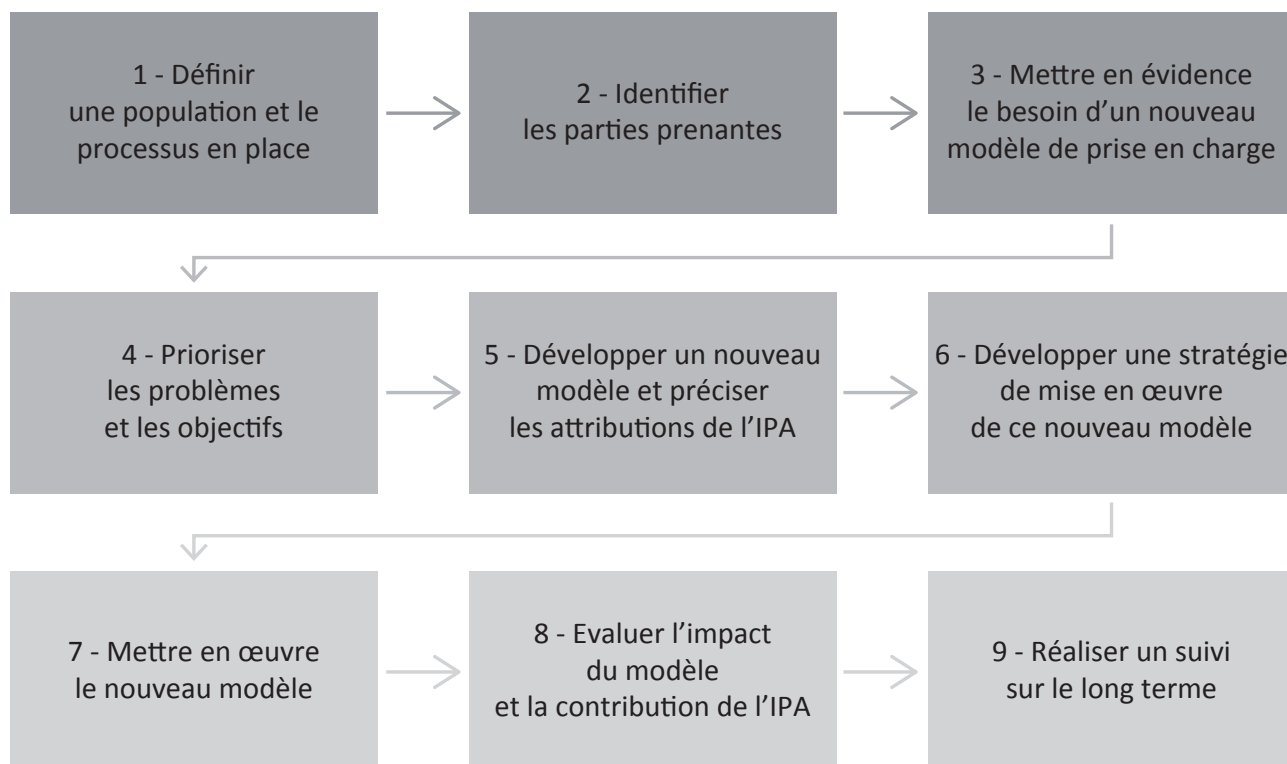 1 - Définir
une population et le
processus en place
2 - Identifier
les parties prenantes
3 - Mettre en évidence
le besoin d’un nouveau
modèle de prise en charge
4 - Prioriser
les problèmes
et les objectifs
5 - Développer un nouveau
modèle et préciser
les attributions de l’IPA
6 - Développer une stratégie
de mise en œuvre
de ce nouveau modèle
7 - Mettre en œuvre
le nouveau modèle
8 - Evaluer l’impact
du modèle
et la contribution de l’IPA
9 - Réaliser un suivi
sur le long terme